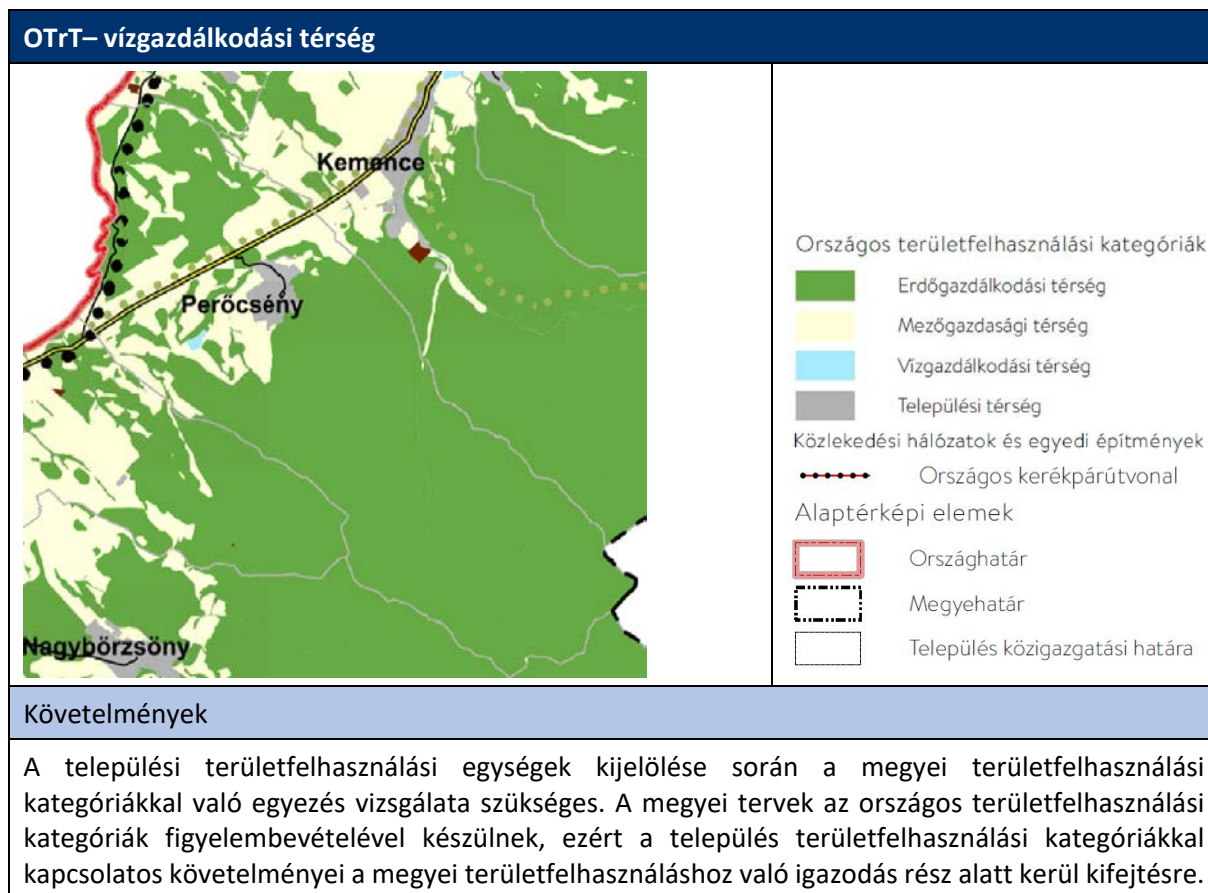 OTrT– vízgazdálkodási térség
Kemence
Perőcsény
Nagybörzsöny
Országos területfelhasználási kategóriák
Erdőgazdálkodási térség
Mezőgazdasági térség
Vízgazdálkodási térség
Települési térség
Közlekedési hálózatok és egyedi építmények
Országos kerékpárútvonal
Alaptérképi elemek
Országhatár
Megyehatár
Település közigazgatási határa
Követelmények
A települési területfelhasználási egységek kijelölése során a megyei területfelhasználási
kategóriákkal való egyezés vizsgálata szükséges. A megyei tervek az országos területfelhasználási
kategóriák figyelembevételével készülnek, ezért a település területfelhasználási kategóriákkal
kapcsolatos követelményei a megyei területfelhasználáshoz való igazodás rész alatt kerül kifejtésre.